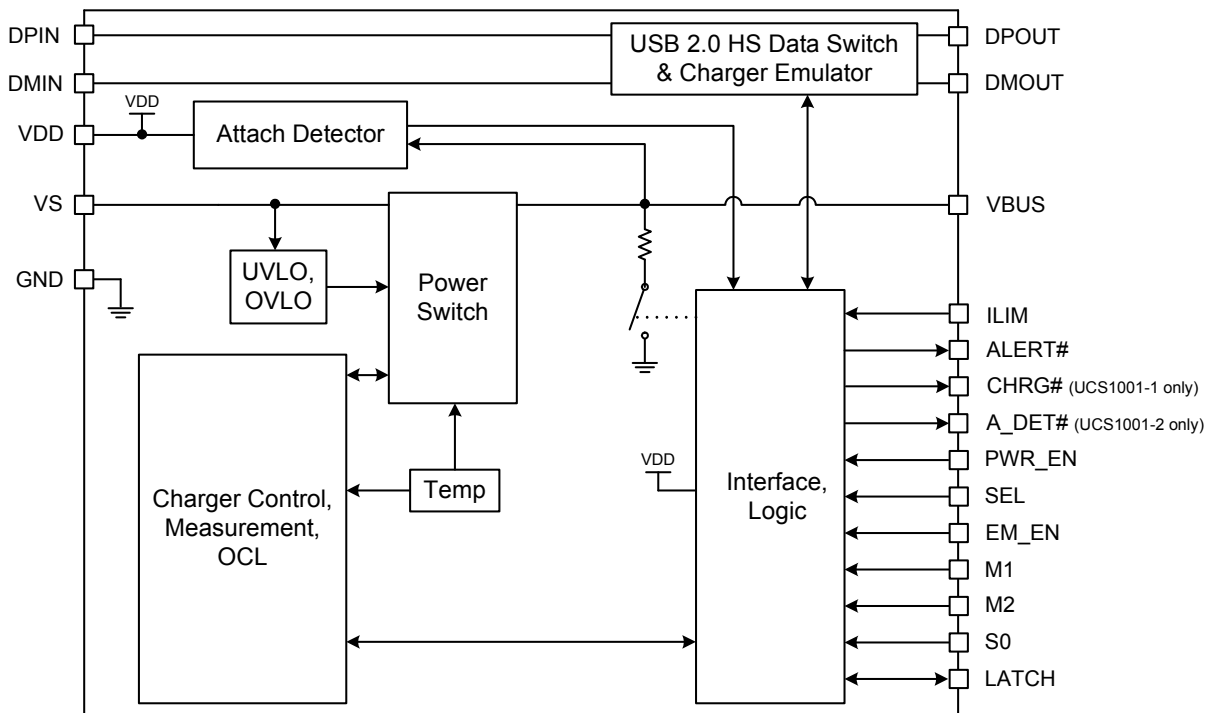 DPIN
USB 2.0 HS Data Switch
& Charger Emulator
DPOUT
DMIN
DMOUT
VDD
VDD
Attach Detector
VS
VBUS
UVLO,
OVLO
Power
Switch
GND
ILIM
ALERT#
CHRG# (UCS1001-1 only)
A_DET# (UCS1001-2 only)
PWR_EN
VDD
SEL
Temp
Interface,
Logic
Charger Control,
Measurement,
OCL
EM_EN
M1
M2
S0
LATCH